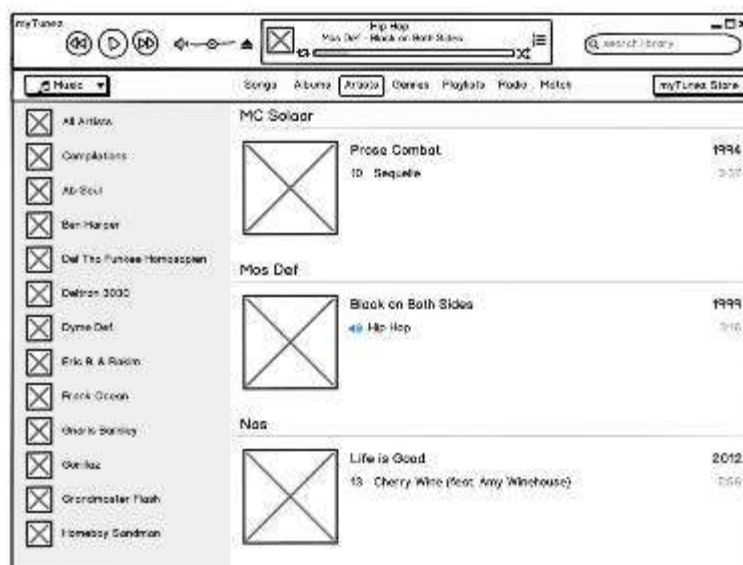 myTunez
Hip Hop
Mos Def - Black on Both Sides
search library
Music
Songs Albums Artists Genres Playlists Radio Match
myTunez Store
All Artists
Compilations
Ab-Soul
Ben Harper
Del Tha Funkee Homosapien
Deltron 3030
Dyme Def
Eric B. & Rakim
Frank Ocean
Gnarls Barkley
Gorillaz
Grandmaster Flash
Homeboy Sandman
MC Solaar
Prose Combat 1994
10 Sequelle
Mos Def
Black on Both Sides 1999
Hip Hop
Nas
Life is Good 2012
13 Cherry Wine (feat. Amy Winehouse)